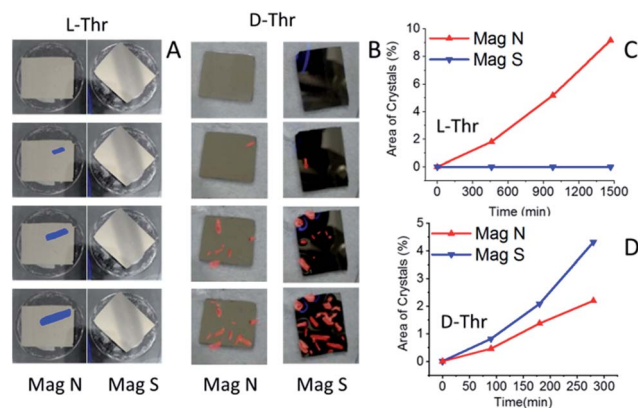 L-Thr
D-Thr
A
B
Mag N
Mag S
Mag N
Mag S
C
Mag N
Mag S
L-Thr
Area of Crystals (%)
10
8
6
4
2
0
0 300 600 900 1200 1500
Time (min)
D
Mag N
Mag S
D-Thr
Area of Crystals (%)
5
4
3
2
1
0
0 50 100 150 200 250 300
Time(min)